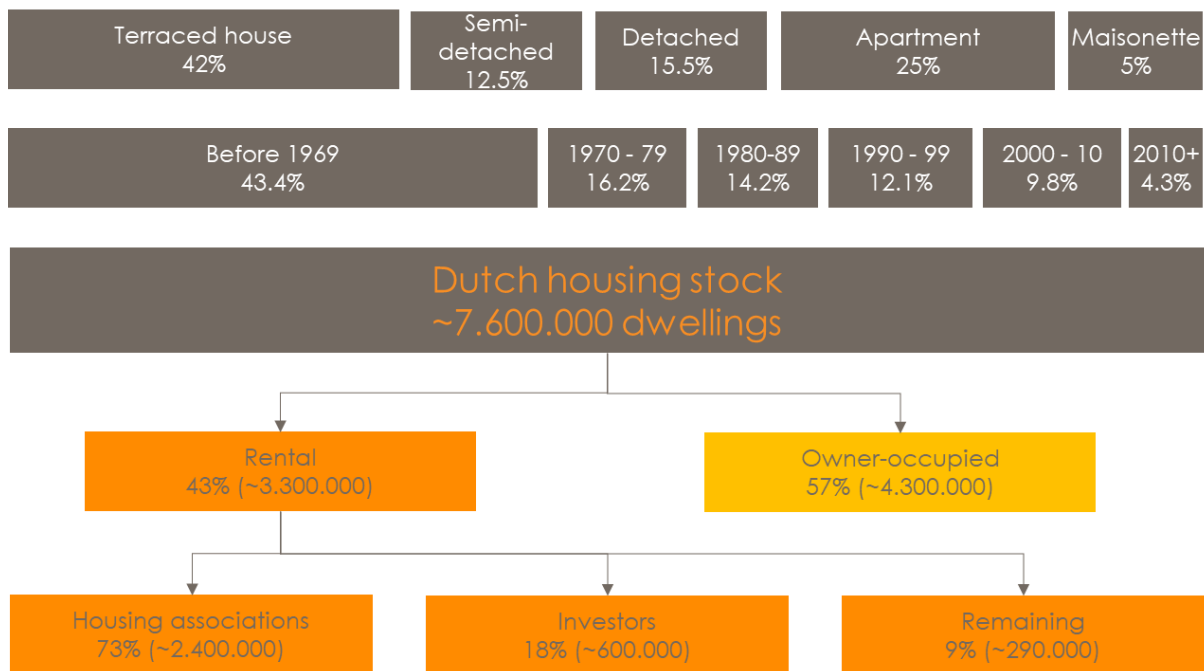 Terraced house
42%
Semi-
detached
12.5%
Detached
15.5%
Apartment
25%
Maisonette
5%
Before 1969
43.4%
1970 - 79
16.2%
1980-89
14.2%
1990 - 99
12.1%
2000 - 10
9.8%
2010+
4.3%
Dutch housing stock
~7.600.000 dwellings
Rental
43% (~3.300.000)
Owner-occupied
57% (~4.300.000)
Housing associations
73% (~2.400.000)
Investors
18% (~600.000)
Remaining
9% (~290.000)